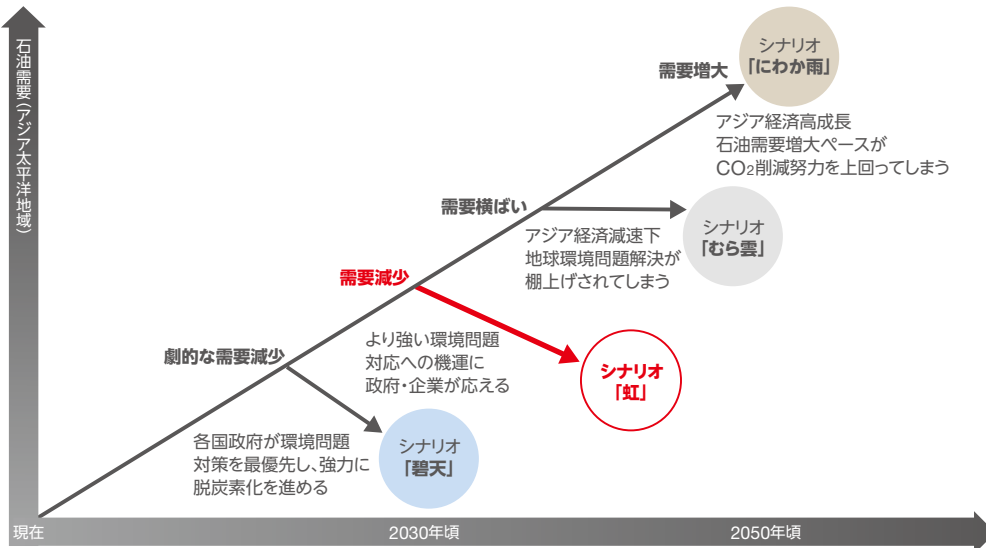 石油需要（アジア太平洋地域）
シナリオ
「にわか雨」
需要増大
アジア経済高成長
石油需要増大ペースが
CO₂削減努力を上回ってしまう
需要横ばい
シナリオ
「むら雲」
アジア経済減速下
地球環境問題解決が
棚上げされてしまう
需要減少
より強い環境問題
対応への機運に
政府・企業が応える
シナリオ
「虹」
劇的な需要減少
各国政府が環境問題
対策を最優先し、強力に
脱炭素化を進める
シナリオ
「碧天」
現在
2030年頃
2050年頃